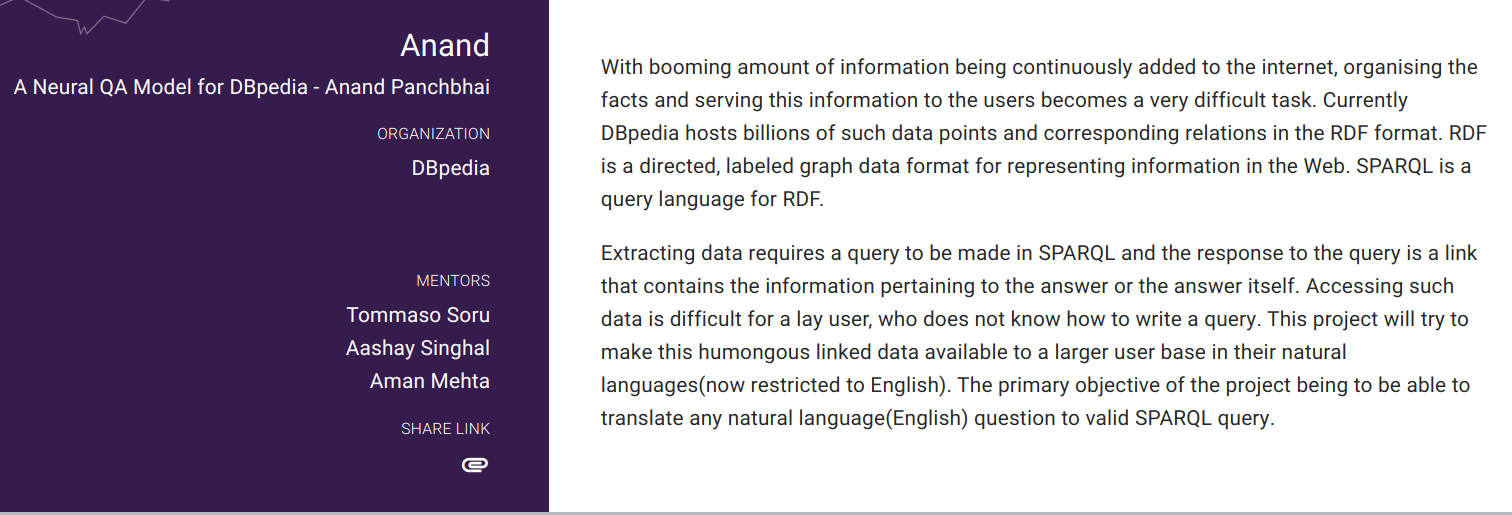 Anand
A Neural QA Model for DBpedia - Anand Panchbhai
ORGANIZATION
DBpedia
MENTORS
Tommaso Soru
Aashay Singhal
Aman Mehta
SHARE LINK
With booming amount of information being continuously added to the internet, organising the
facts and serving this information to the users becomes a very difficult task. Currently
DBpedia hosts billions of such data points and corresponding relations in the RDF format. RDF
is a directed, labeled graph data format for representing information in the Web. SPARQL is a
query language for RDF.
Extracting data requires a query to be made in SPARQL and the response to the query is a link
that contains the information pertaining to the answer or the answer itself. Accessing such
data is difficult for a lay user, who does not know how to write a query. This project will try to
make this humongous linked data available to a larger user base in their natural
languages(now restricted to English). The primary objective of the project being to be able to
translate any natural language(English) question to valid SPARQL query.